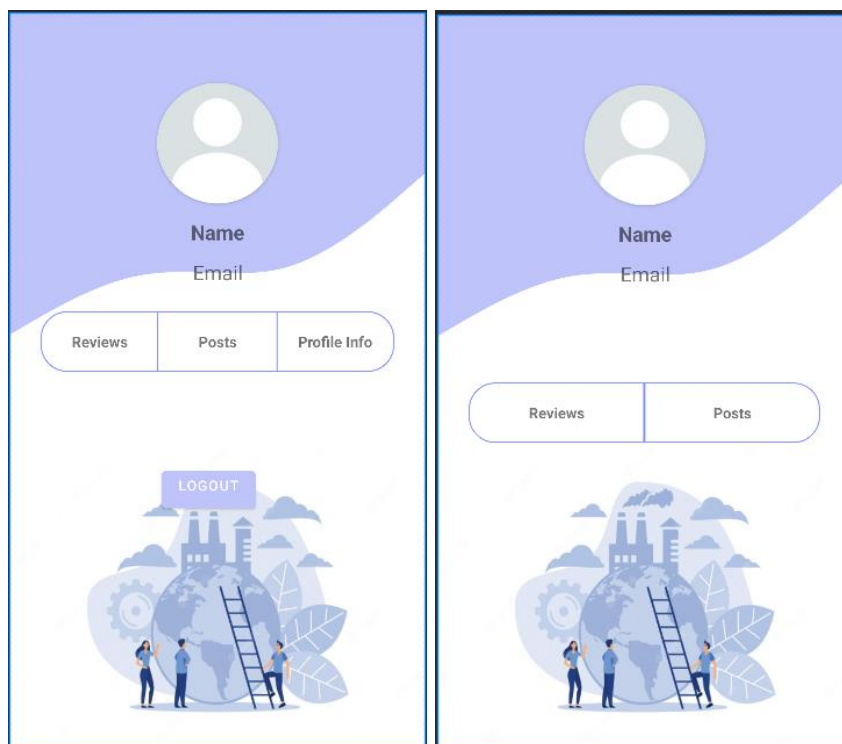 Name
Email
Reviews Posts Profile Info
LOGOUT
Name
Email
Reviews Posts